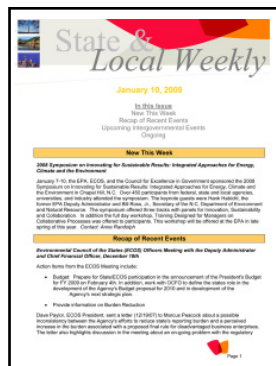 State &
Local Weekly
January 10, 2008
In this Issue
New This Week
Recap of Recent Events
Upcoming Intergovernmental Events
Ongoing
New This Week
2008 Symposium on Innovating for Sustainable Results: Integrated Approaches for Energy,
Climate and the Environment
January 7-10, the EPA, ECOS, and the Council for Excellence in Government sponsored the 2008
Symposium on Innovating for Sustainable Results: Integrated Approaches for Energy, Climate and
the Environment in Chapel Hill, N.C. Over 450 participants from federal, state and local agencies,
universities, and industry attended the symposium. The keynote speakers were Hank Habicht, the
former EPA Deputy Administrator and Bill Ross, Jr., Secretary of the N.C. Department of Environment
and Natural Resource. The symposium offered three tracks with panels for Innovation, Sustainability
and Collaboration. In addition the full day workshop, Training Designed for Managers on
Collaborative Processes was offered to participants. This workshop will be offered at the EPA in late
spring of this year. Contact: Anna Randolph
Recap of Recent Events
Environmental Council of the States (ECOS) Officers Meeting with the Deputy Administrator
and Chief Financial Officer, December 19th
Action items from the ECOS Meeting include:
• Budget: Prepare for State/ECOS participation in the announcement of the President's Budget
for FY 2009 on February 4th. In addition, work with OCFO to define the states role in the
development of the Agency's Budget proposal for 2010 and in development of the
Agency's next strategic plan
• Provide information on Burden Reduction
Dave Paylor, ECOS President, sent a letter (12/19/07) to Marcus Peacock about a possible
inconsistency between the Agency's efforts to reduce state's reporting burden and a perceived
increase in the burden associated with a proposed final rule for disadvantaged business enterprises.
The letter also highlights discussion in the meeting about an on-going problem with the regulatory
Page 1